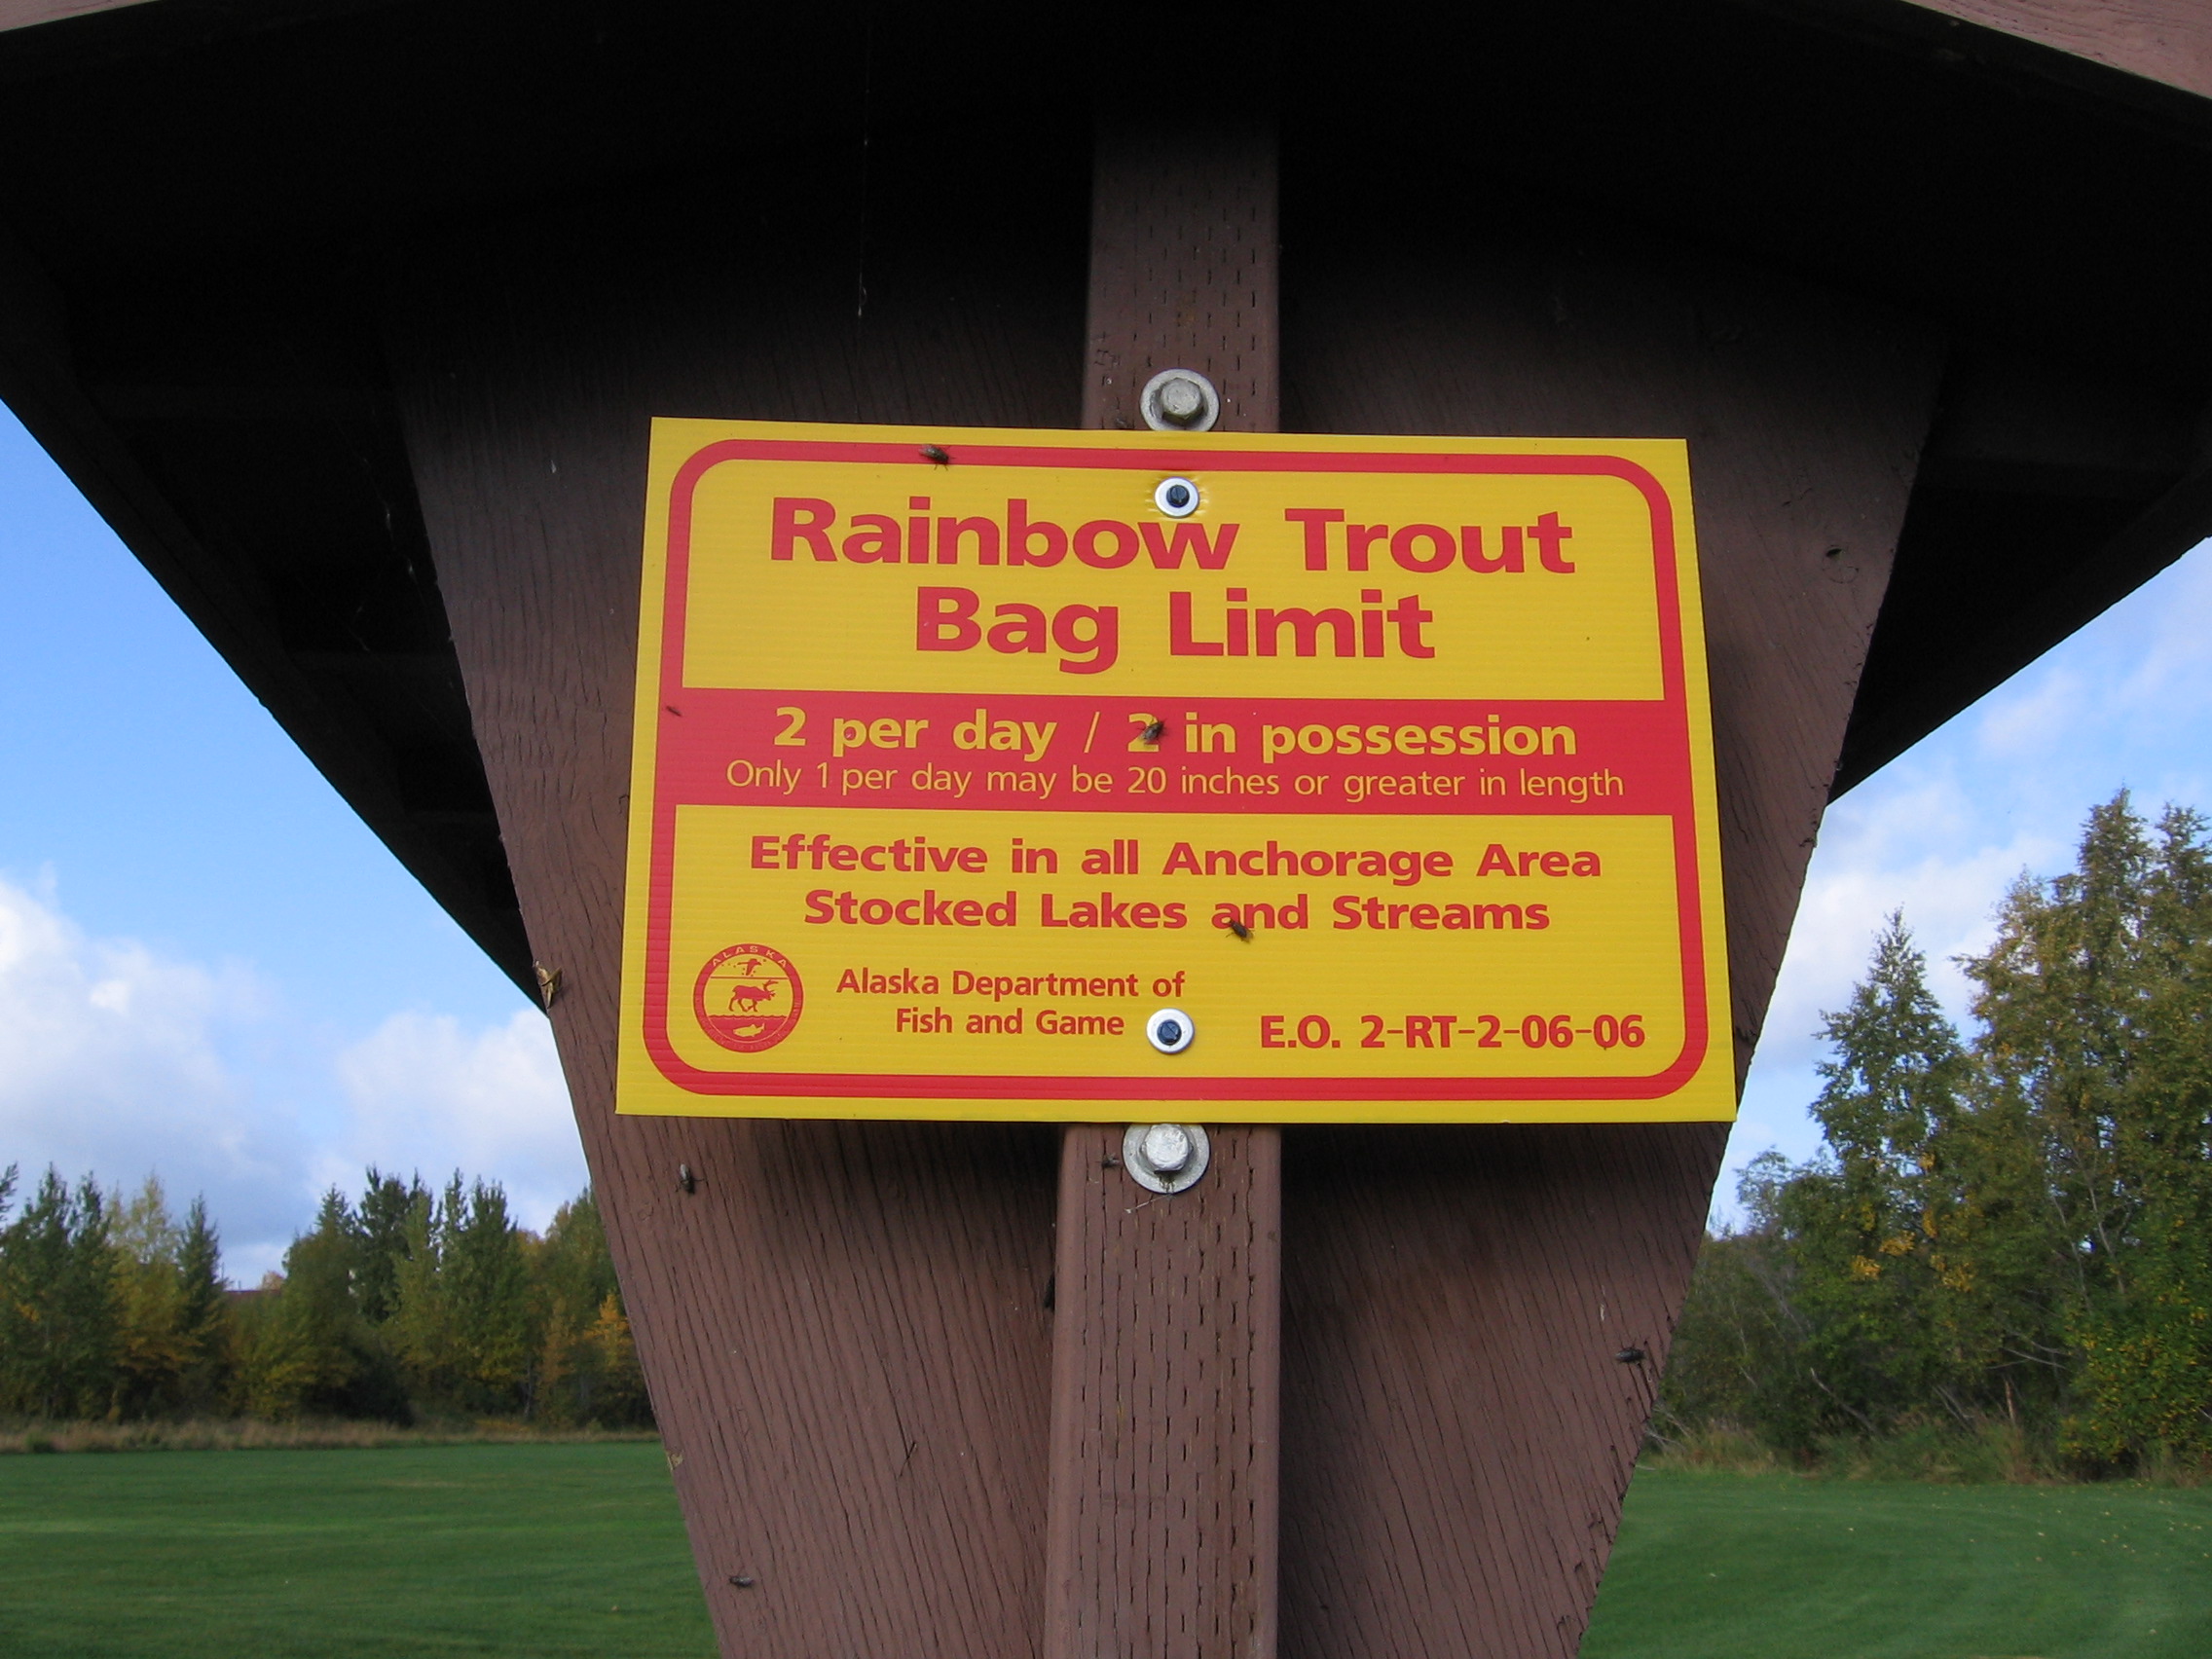 Rainbow Trout
Bag Limit
2 per day / 2 in possession
Only 1 per day may be 20 inches or greater in length
Effective in all Anchorage Area
Stocked Lakes and Streams
ALASKA
Alaska Department of
Fish and Game
E.O. 2-RT-2-06-06